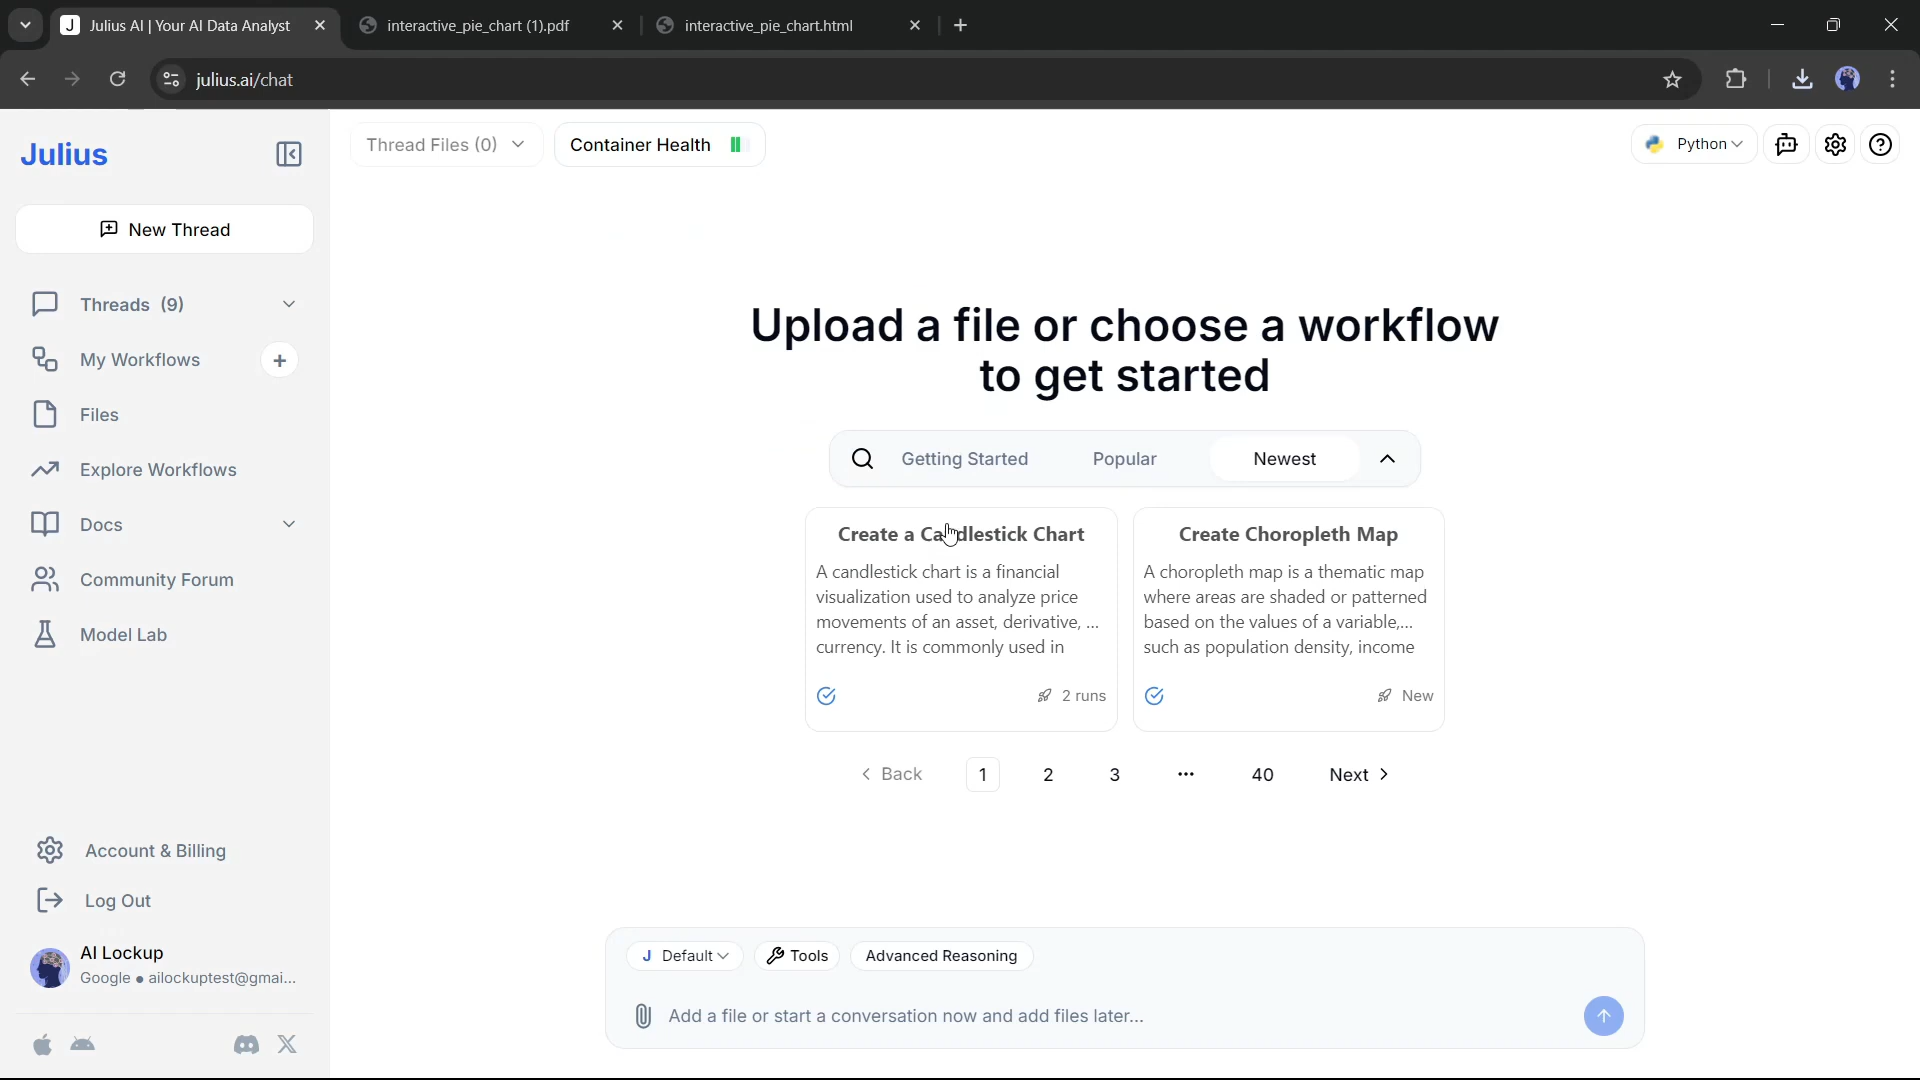 Julius AI | Your AI Data Analyst
interactive_pie_chart (1).pdf
interactive_pie_chart.html
julius.ai/chat
Julius
Thread Files (0)
Container Health
Python
New Thread
Threads (9)
My Workflows
Files
Explore Workflows
Docs
Community Forum
Model Lab
Upload a file or choose a workflow
to get started
Getting Started
Popular
Newest
Create a Candlestick Chart
A candlestick chart is a financial
visualization used to analyze price
movements of an asset, derivative, ...
currency. It is commonly used in
2 runs
Create Choropleth Map
A choropleth map is a thematic map
where areas are shaded or patterned
based on the values of a variable,...
such as population density, income
New
Back
1
2
3
...
40
Next
Account & Billing
Log Out
AI Lockup
Google • ailockuptest@gmai...
J Default
Tools
Advanced Reasoning
Add a file or start a conversation now and add files later...